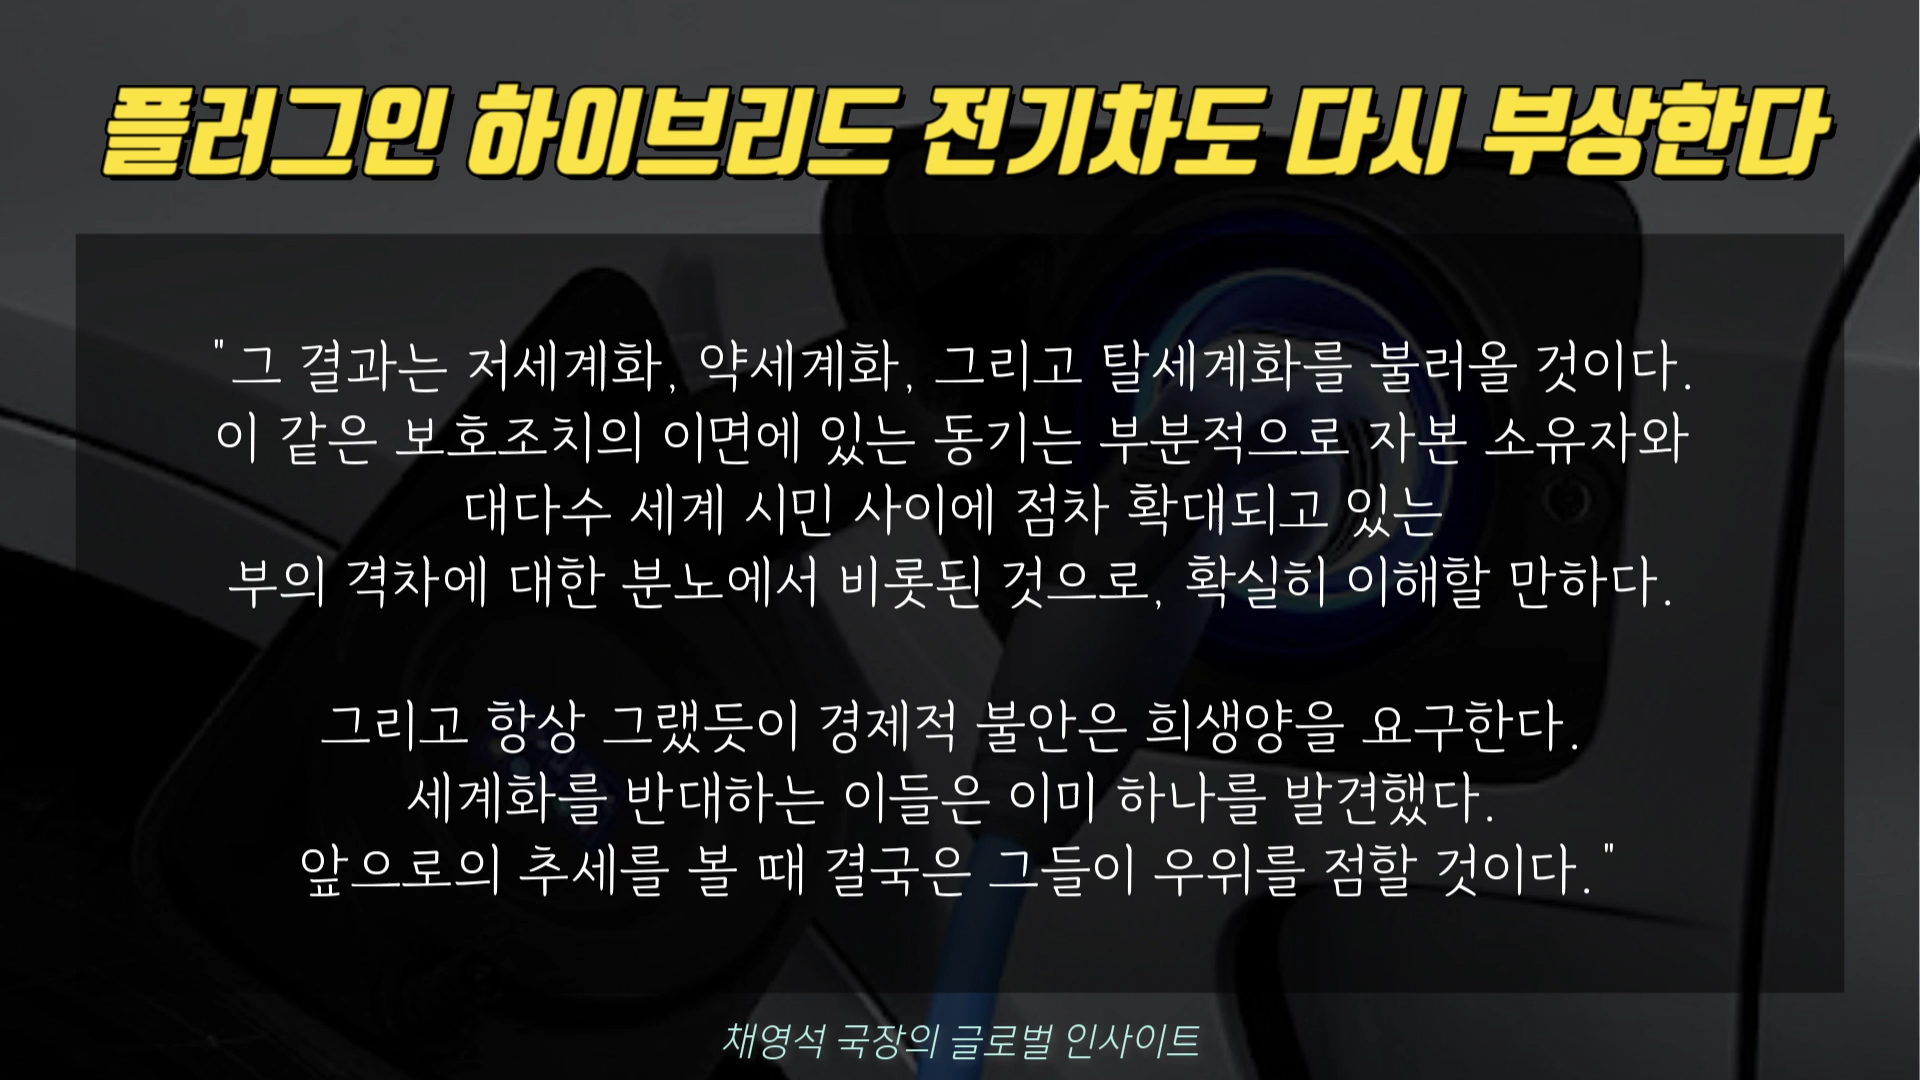 플러그인 하이브리드 전기차도 다시 부상한다
" 그 결과는 저세계화, 약세계화, 그리고 탈세계화를 불러올 것이다.
이 같은 보호조치의 이면에 있는 동기는 부분적으로 자본 소유자와
대다수 세계 시민 사이에 점차 확대되고 있는
부의 격차에 대한 분노에서 비롯된 것으로, 확실히 이해할 만하다.
그리고 항상 그랬듯이 경제적 불안은 희생양을 요구한다.
세계화를 반대하는 이들은 이미 하나를 발견했다.
앞으로의 추세를 볼 때 결국은 그들이 우위를 점할 것이다. "
채영석 국장의 글로벌 인사이트